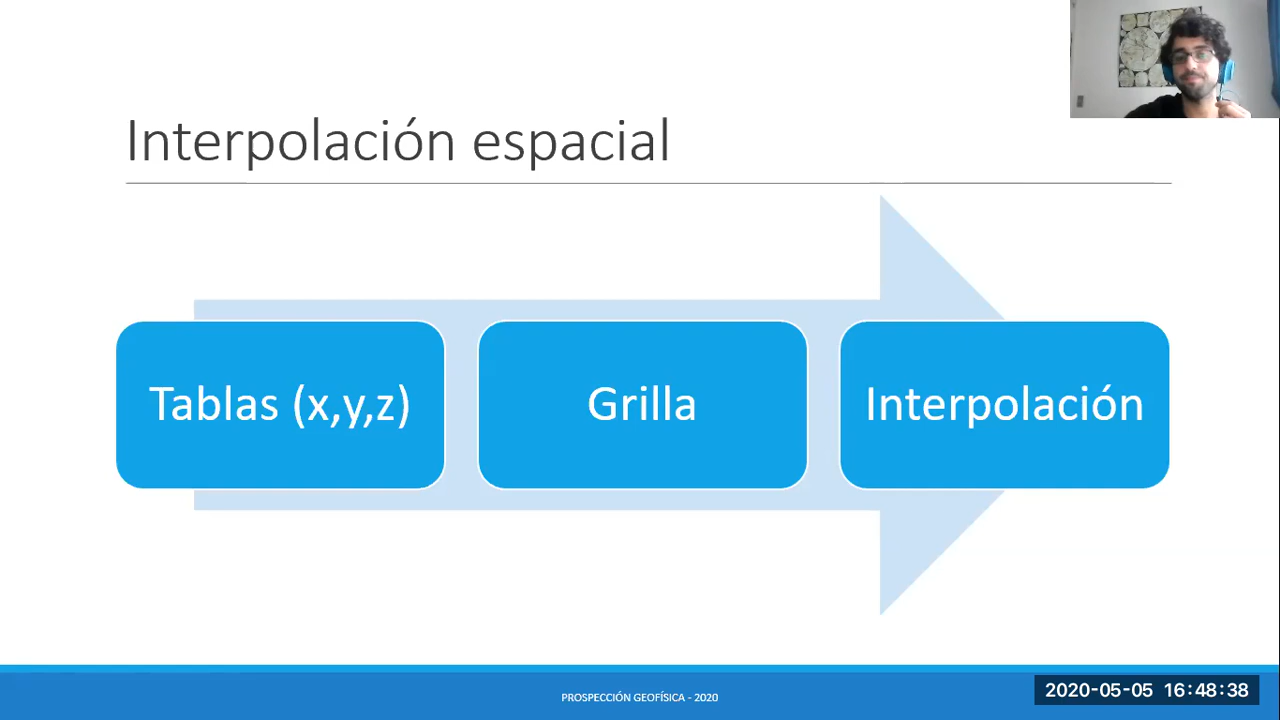 Interpolación espacial
Tablas (x,y,z)
Grilla
Interpolación
PROSPECCIÓN GEOFÍSICA - 2020
2020-05-05 16:48:38